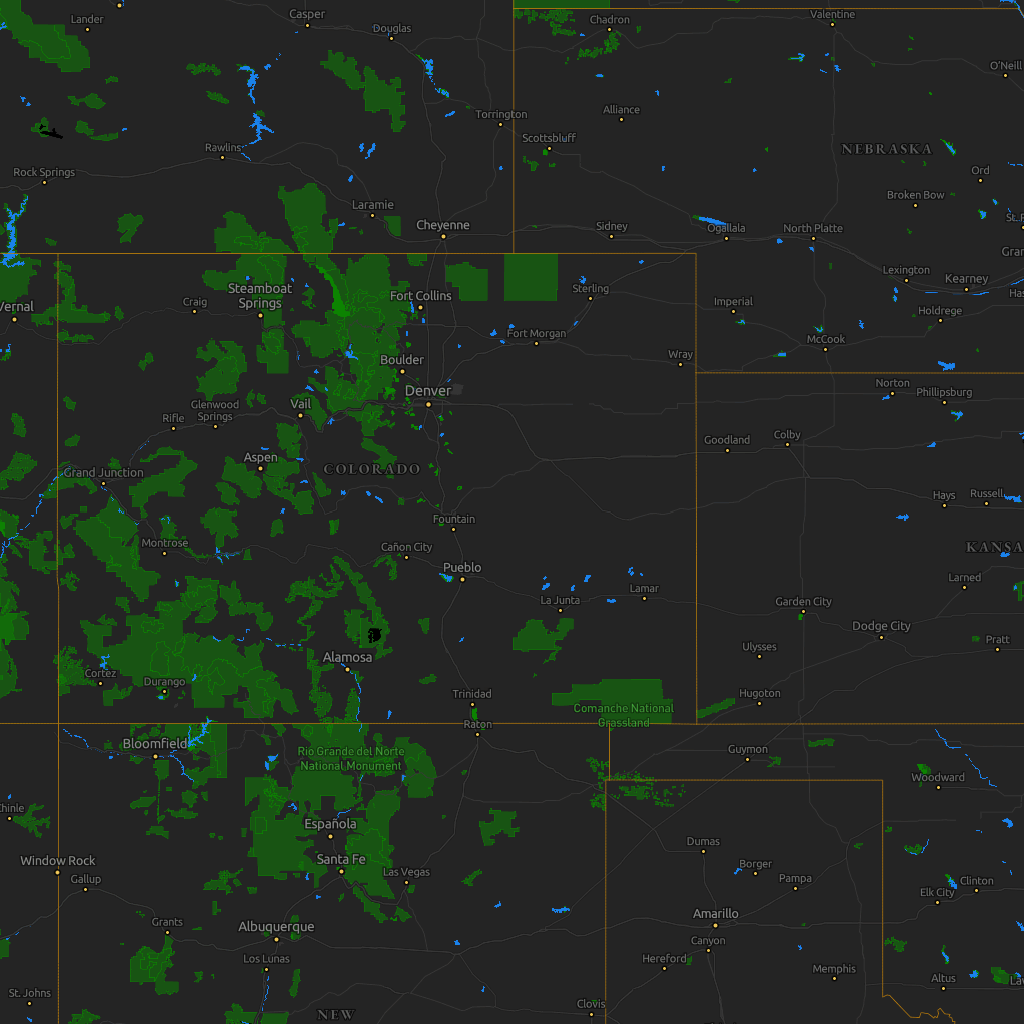 Lander
Casper
Douglas
Chadron
Valentine
O'Neill
Torrington
Alliance
Scottsbluff
Rawlins
NEBRASKA
Rock Springs
Ord
Broken Bow
Laramie
Cheyenne
Sidney
Ogallala
North Platte
Lexington
Kearney
Steamboat
Springs
Fort Collins
Sterling
Craig
Imperial
Holdrege
Fort Morgan
McCook
Boulder
Wray
Denver
Norton
Phillipsburg
Glenwood
Springs
Vail
Rifle
Goodland
Colby
Aspen
COLORADO
Grand Junction
Hays
Russell
Fountain
Montrose
Cañon City
Pueblo
Larned
La Junta
Lamar
Garden City
Dodge City
Ulysses
Pratt
Alamosa
Cortez
Durango
Trinidad
Hugoton
Comanche National
Grassland
Raton
Bloomfield
Rio Grande del Norte
National Monument
Guymon
Woodward
Española
Dumas
Window Rock
Santa Fe
Las Vegas
Gallup
Borger
Pampa
Clinton
Elk City
Grants
Albuquerque
Amarillo
Canyon
Los Lunas
Hereford
Memphis
Altus
St. Johns
Clovis
NEW